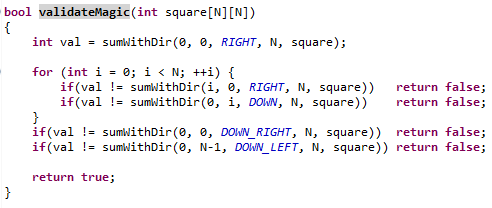 bool validateMagic(int square[N][N])
{
    int val = sumWithDir(0, 0, RIGHT, N, square);

    for (int i = 0; i < N; ++i) {
        if(val != sumWithDir(i, 0, RIGHT, N, square))   return false;
        if(val != sumWithDir(0, i, DOWN, N, square))    return false;
    }
    if(val != sumWithDir(0, 0, DOWN_RIGHT, N, square))  return false;
    if(val != sumWithDir(0, N-1, DOWN_LEFT, N, square)) return false;

    return true;
}